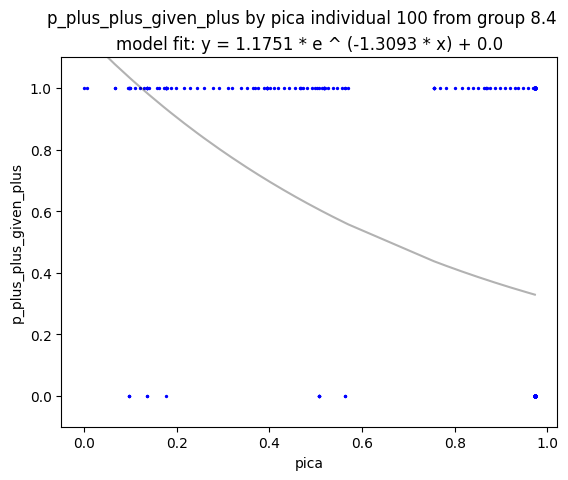 p_plus_plus_given_plus by pica individual 100 from group 8.4
model fit: y = 1.1751 * e ^ (-1.3093 * x) + 0.0
1.0
0.8
0.6
0.4
0.2
0.0
p_plus_plus_given_plus
0.0 0.2 0.4 0.6 0.8 1.0
pica